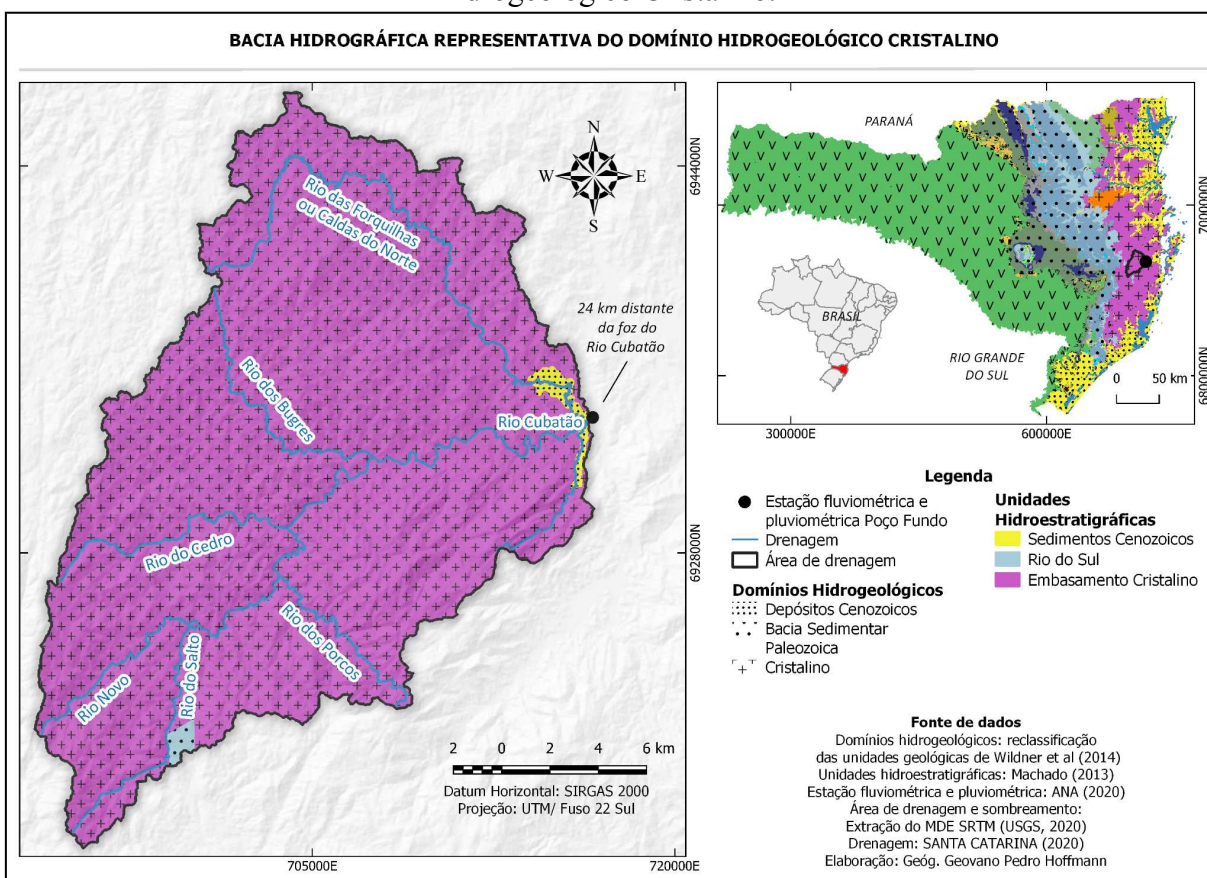 BACIA HIDROGRÁFICA REPRESENTATIVA DO DOMÍNIO HIDROGEOLÓGICO CRISTALINO
N
W
E
S
Rio das Forquilhas
ou Caldas do Norte
24 km distante
da foz do
Rio Cubatão
Rio dos Bugres
Rio Cubatão
Rio do Cedro
Rio dos Porcos
Rio do Salto
Rio Novo
2 0 2 4 6 km
Datum Horizontal: SIRGAS 2000
Projeção: UTM/ Fuso 22 Sul
705000E
720000E
6944000N
6928000N
PARANÁ
BRASIL
RIO GRANDE
DO SUL
0 50 km
300000E
600000E
7000000N
6800000N
Legenda
Estação fluviométrica e
pluviométrica Poço Fundo
Drenagem
Área de drenagem
Domínios Hidrogeológicos
Depósitos Cenozoicos
Bacia Sedimentar
Paleozoica
Cristalino
Unidades
Hidroestratigráficas
Sedimentos Cenozoicos
Rio do Sul
Embasamento Cristalino
Fonte de dados
Domínios hidrogeológicos: reclassificação
das unidades geológicas de Wildner et al (2014)
Unidades hidroestratigráficas: Machado (2013)
Estação fluviométrica e pluviométrica: ANA (2020)
Área de drenagem e sombreamento:
Extração do MDE SRTM (USGS, 2020)
Drenagem: SANTA CATARINA (2020)
Elaboração: Geóg. Geovano Pedro Hoffmann